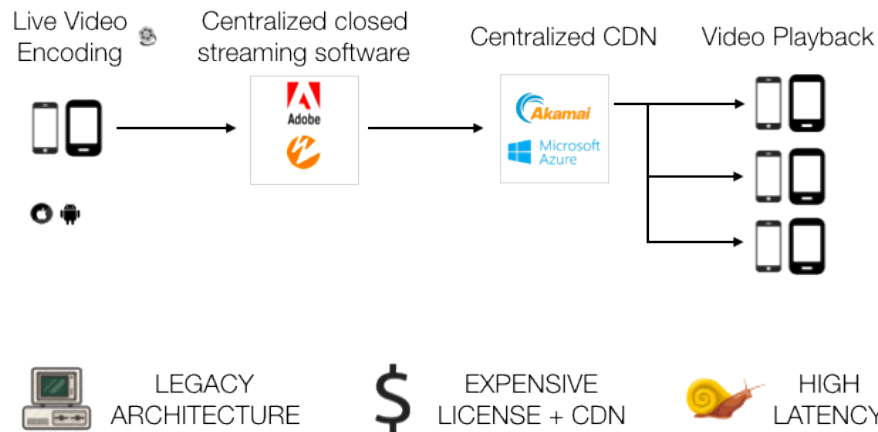 Live Video
Encoding
Centralized closed
streaming software
Centralized CDN
Video Playback
Adobe
Akamai
Microsoft
Azure
LEGACY
ARCHITECTURE
$
EXPENSIVE
LICENSE + CDN
HIGH
LATENCY